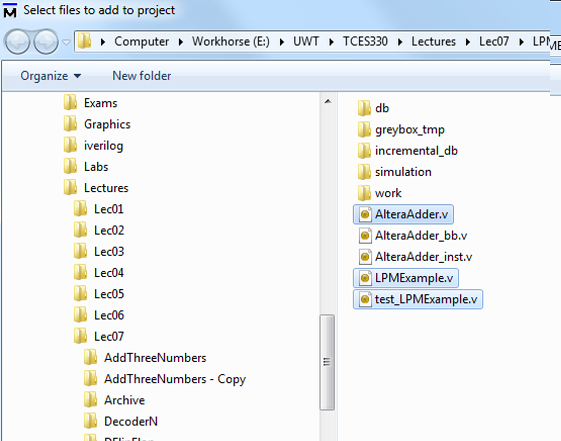 Select files to add to project
Computer Workhorse (E:) UWT TCES330 Lectures Lec07 LPM
Organize New folder
Exams
Graphics
iverilog
Labs
Lectures
Lec01
Lec02
Lec03
Lec04
Lec05
Lec06
Lec07
AddThreeNumbers
AddThreeNumbers - Copy
Archive
DecoderN
db
greybox_tmp
incremental_db
simulation
work
AlteraAdder.v
AlteraAdder_bb.v
AlteraAdder_inst.v
LPMExample.v
test_LPMExample.v